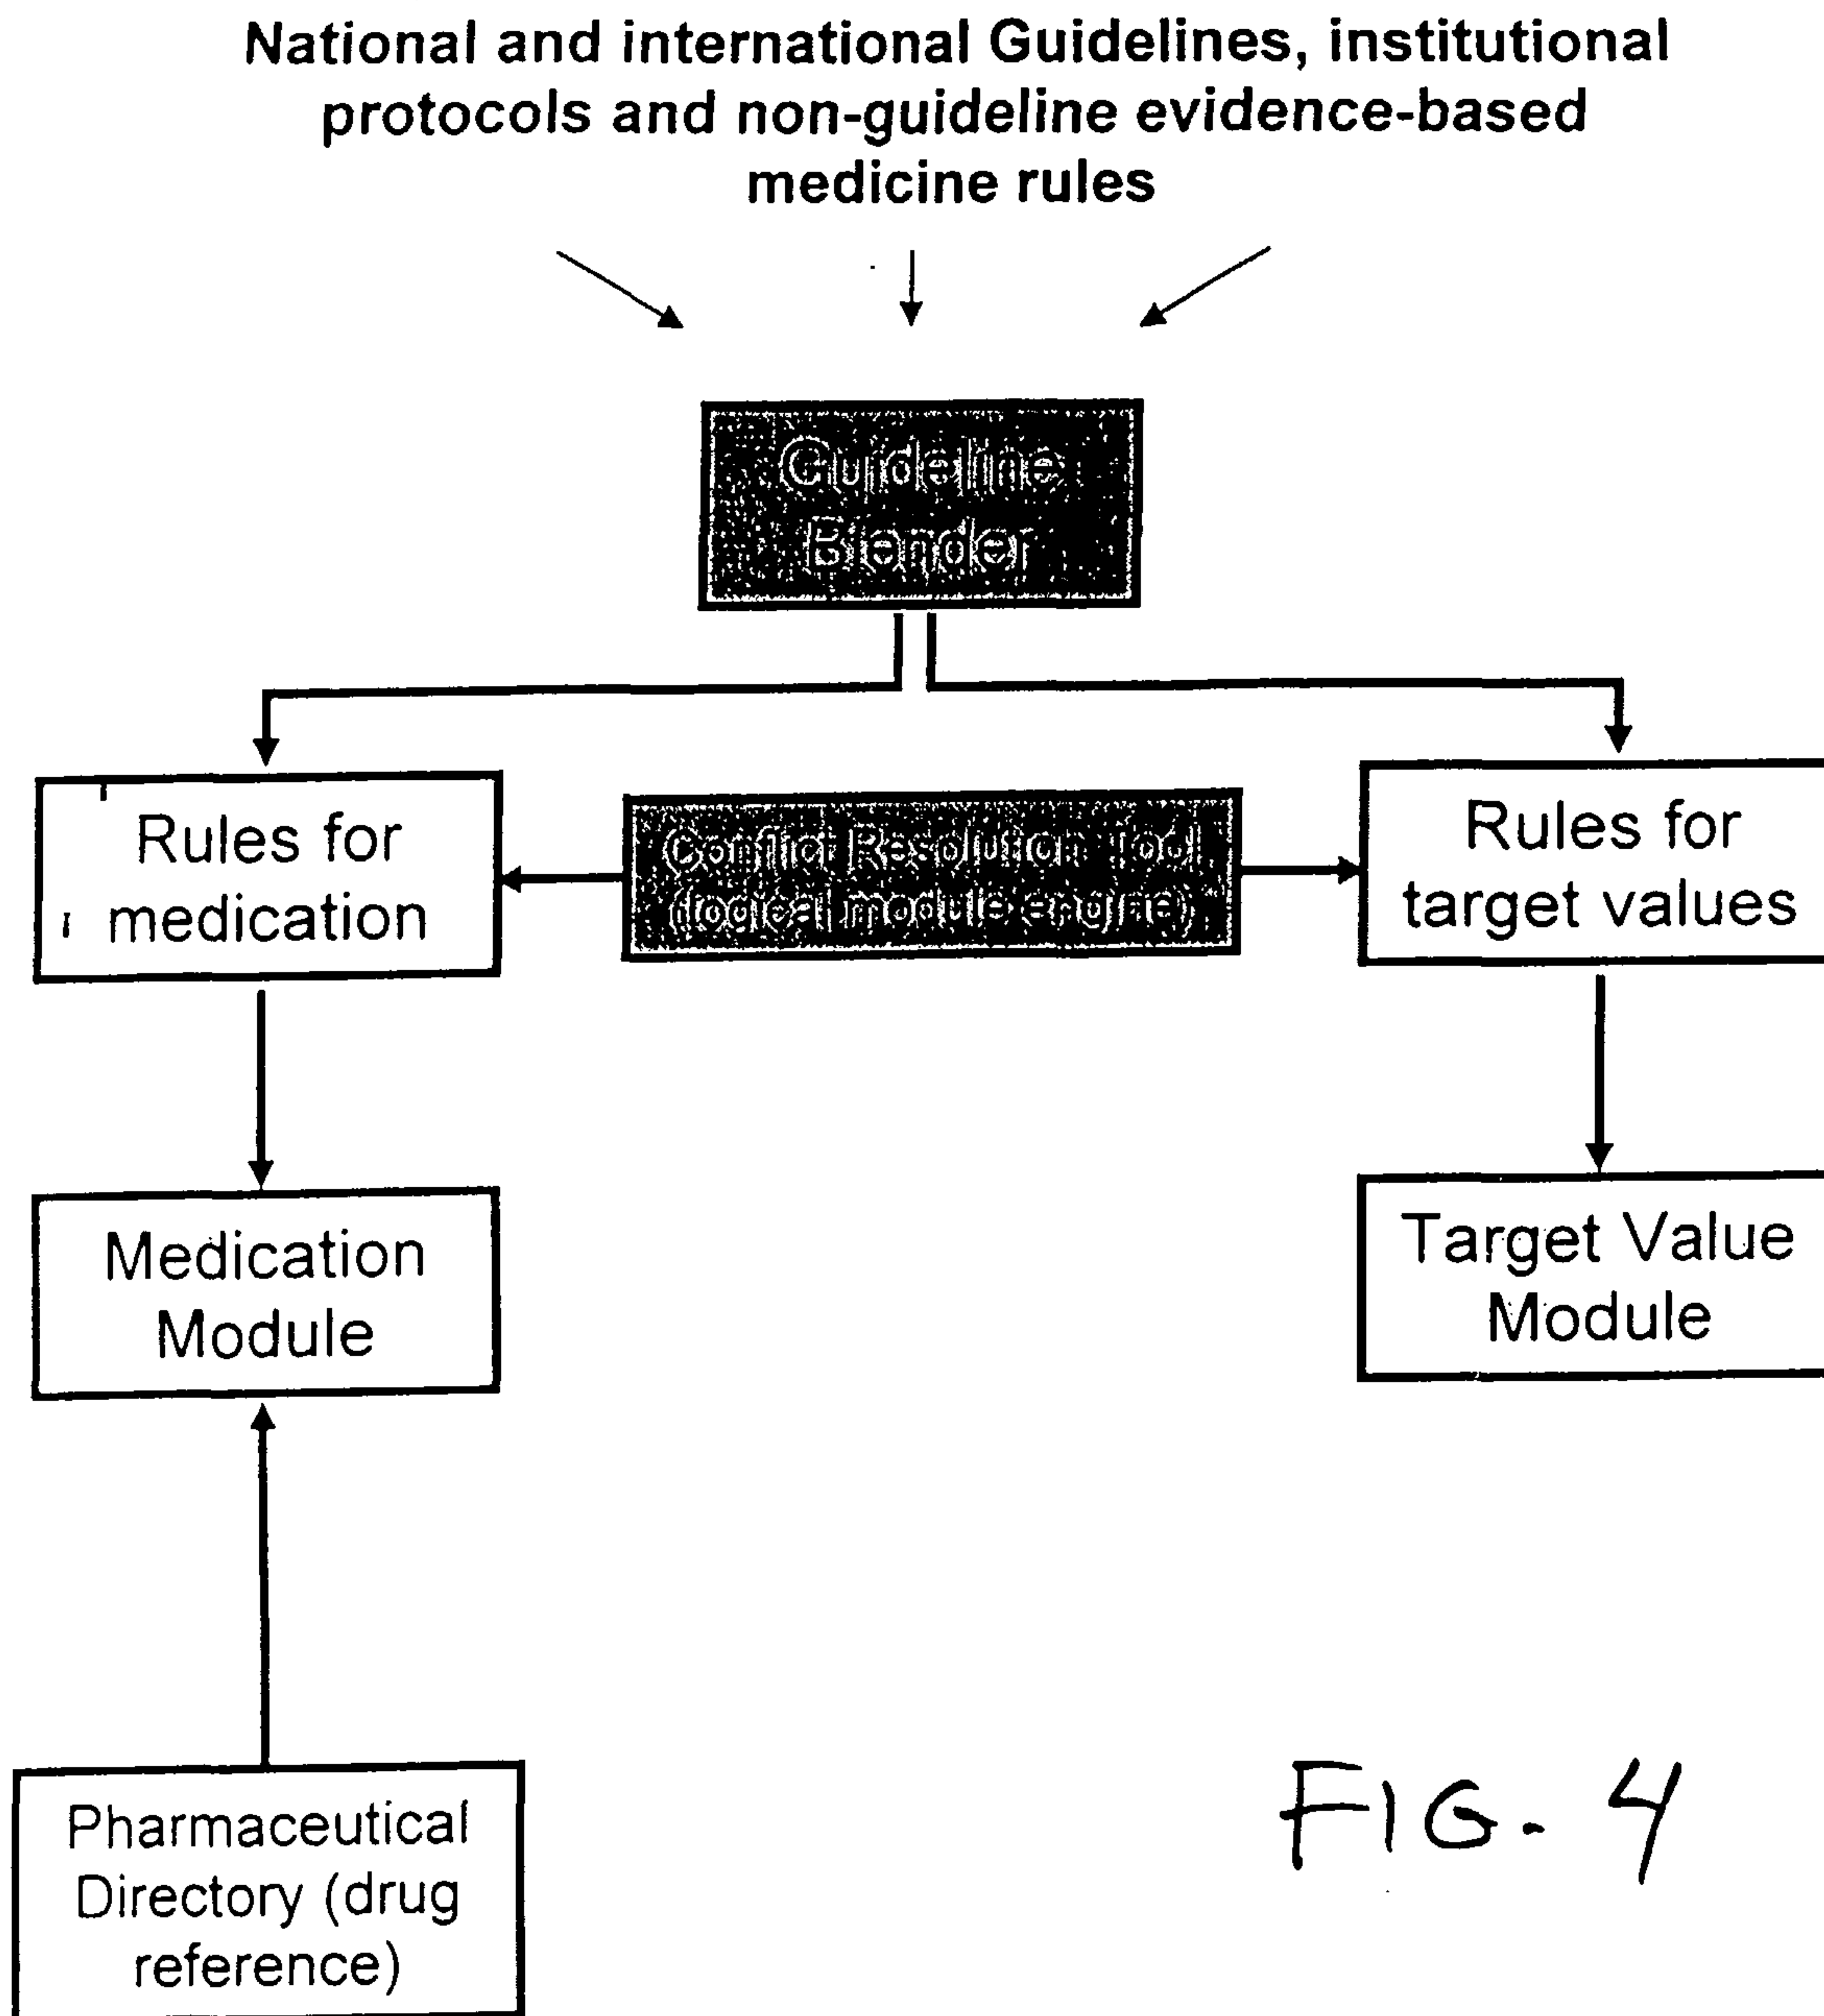 National and international Guidelines, institutional
protocols and non-guideline evidence-based
medicine rules
Guideline
Blender
Rules for
medication
Conflict Resolution Tool
(logical module engine)
Rules for
target values
Medication
Module
Target Value
Module
Pharmaceutical
Directory (drug
reference)
FIG. 4